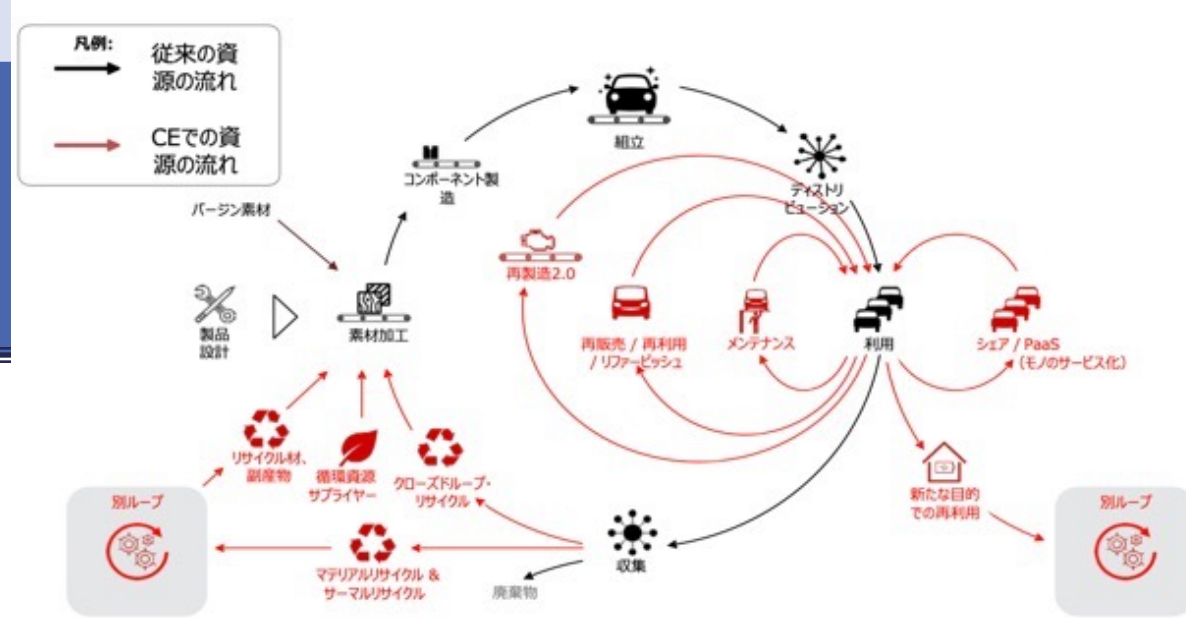 凡例:
従来の資
源の流れ
CEでの資
源の流れ
バージン素材
組立
コンポーネント製
造
ディストリ
ビューション
再製造2.0
製品
設計
素材加工
再販売 / 再利用
/ リファービッシュ
メンテナンス
利用
シェア / PaaS
(モノのサービス化)
リサイクル材、
副産物
循環資源
サプライヤー
クローズドループ・
リサイクル
新たな目的
での再利用
別ループ
別ループ
マテリアルリサイクル &
サーマルリサイクル
収集
廃棄物